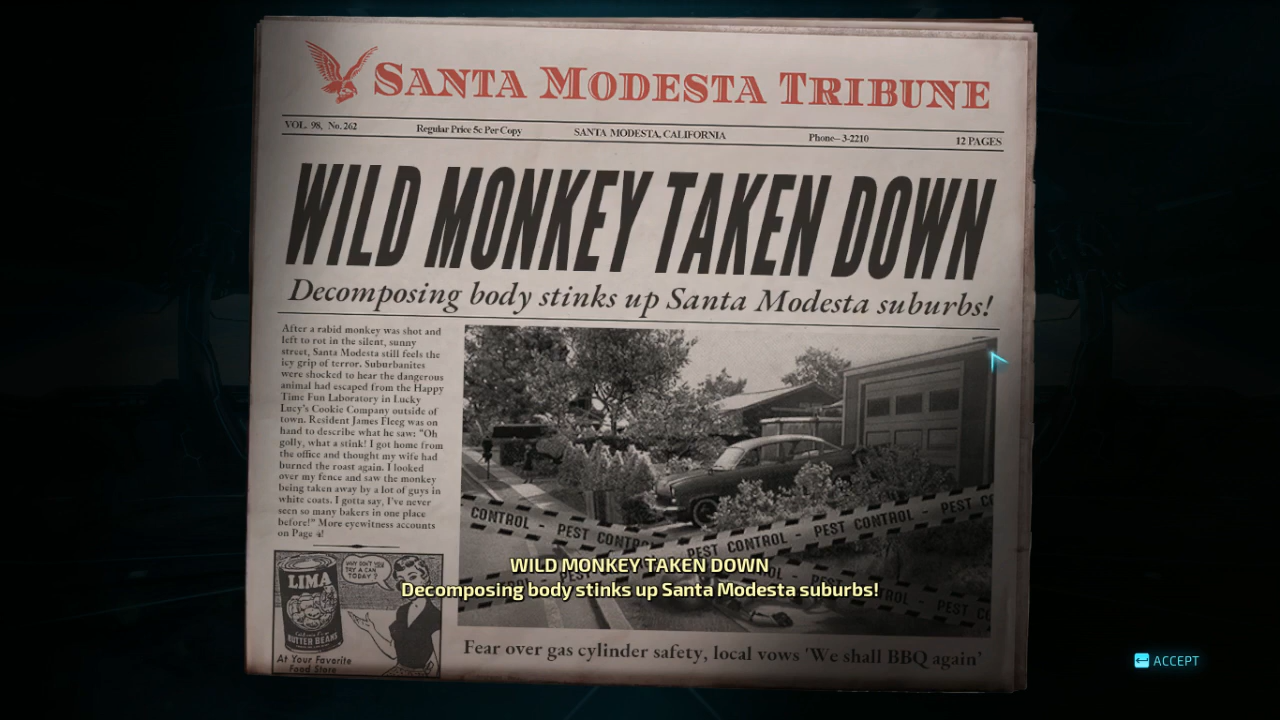 SANTA MODESTA TRIBUNE
VOL. 98, No. 262 Regular Price 5c Per Copy SANTA MODESTA, CALIFORNIA Phone- 3-2210 12 PAGES
WILD MONKEY TAKEN DOWN
Decomposing body stinks up Santa Modesta suburbs!
After a rabid monkey was shot and
left to rot in the silent, sunny
street, Santa Modesta still feels the
icy grip of terror. Suburbanites
were shocked to hear the dangerous
animal had escaped from the Happy
Time Fun Laboratory in Lucky
Lucy's Cookie Company outside of
town. Resident James Fleeg was on
hand to describe what he saw: "Oh
golly, what a stink! I got home from
the office and thought my wife had
burned the roast again. I looked
over my fence and saw the monkey
being taken away by a lot of guys in
white coats. I gotta say, I've never
seen so many bakers in one place
before!" More eyewitness accounts
on Page 4!
WHY DON'T YOU
TRY A CAN
TODAY?
LIMA
BUTTER BEANS
At Your Favorite
Food Store
CONTROL - PEST CONTROL
PEST CONTROL - PEST CONTROL - PEST C
WILD MONKEY TAKEN DOWN
Decomposing body stinks up Santa Modesta suburbs!
Fear over gas cylinder safety, local vows 'We shall BBQ again'
ACCEPT